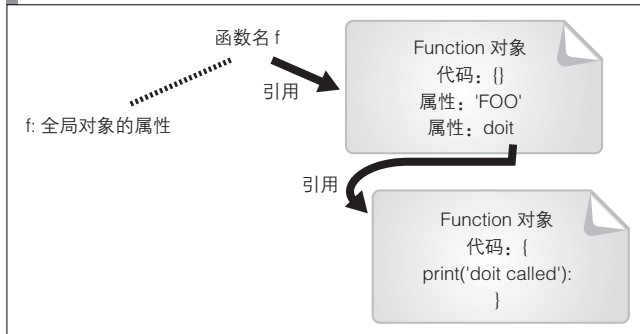 函数名 f
引用
f: 全局对象的属性
Function 对象
代码：{}
属性：'FOO'
属性：doit
引用
Function 对象
代码：{
print('doit called'):
}